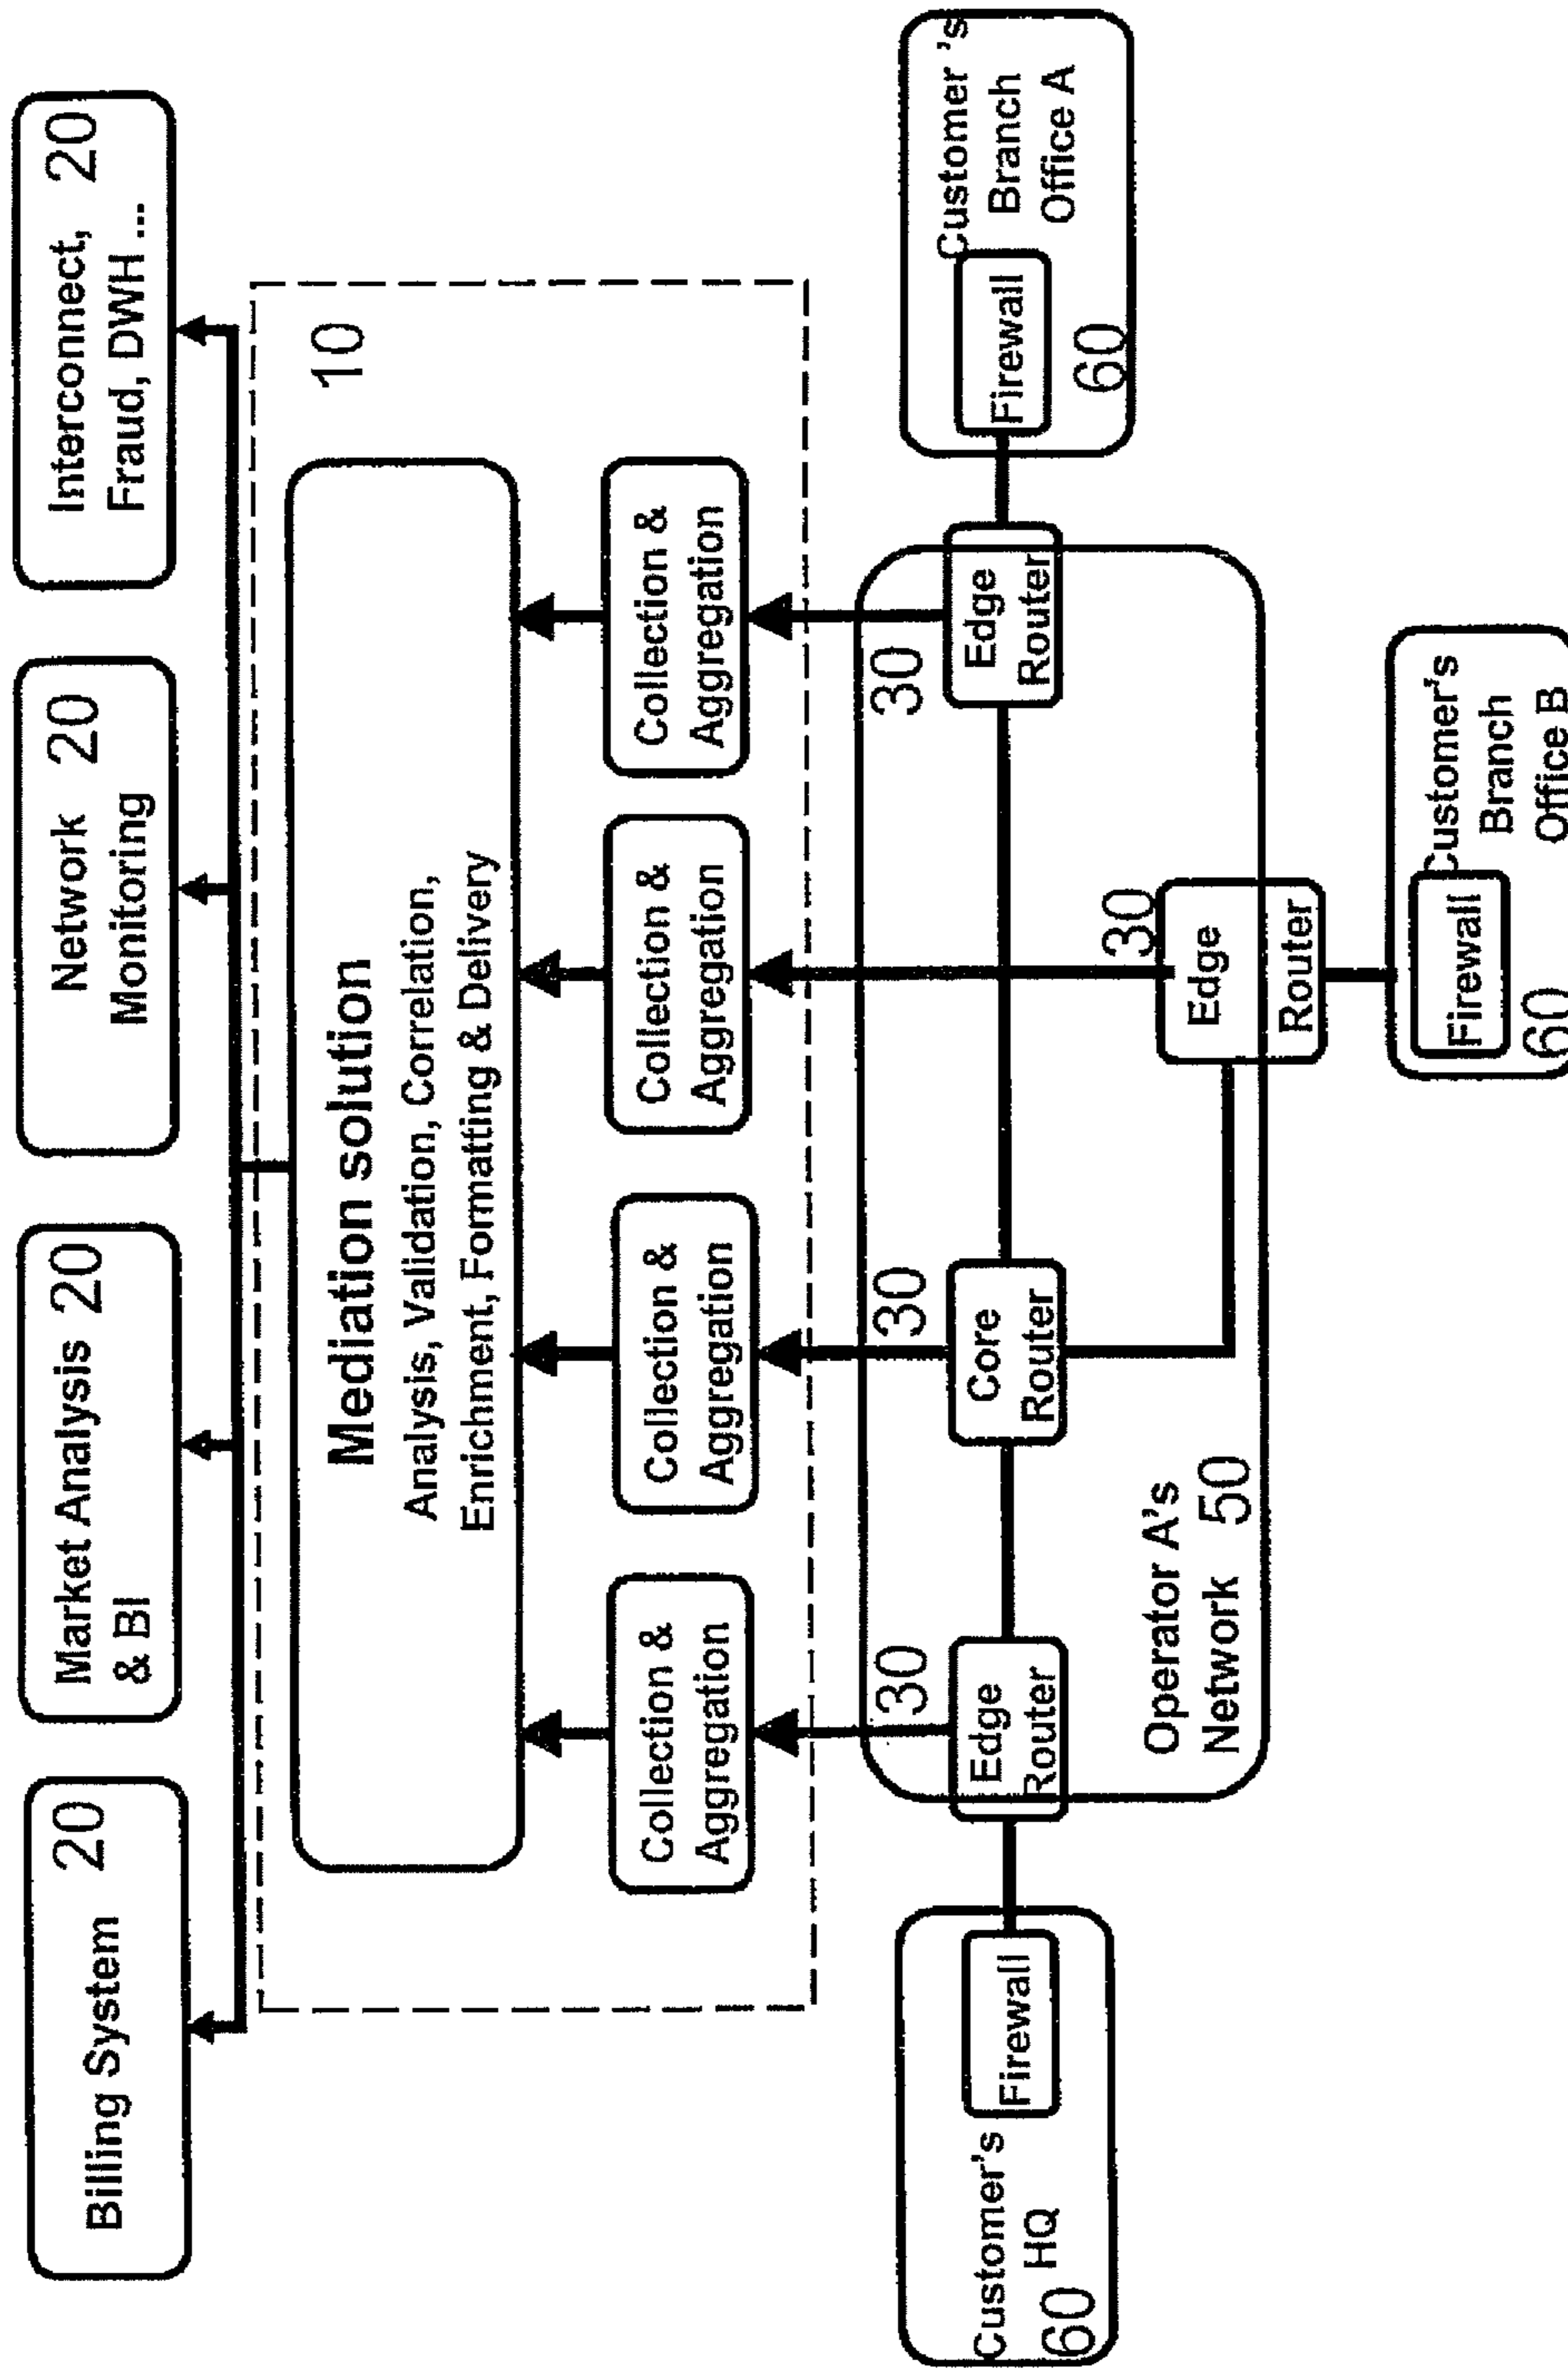 Billing System 20
Market Analysis 20
& BI
Network 20
Monitoring
Interconnect, 20
Fraud, DWH ...
10
Mediation solution
Analysis, Validation, Correlation,
Enrichment, Formatting & Delivery
Collection &
Aggregation
Collection &
Aggregation
Collection &
Aggregation
Collection &
Aggregation
30
30
30
30
Customer's
HQ
60
Firewall
Edge
Router
Core
Router
Edge
Router
Edge
Router
Operator A's
Network 50
Firewall
60
Customer 's
Branch
Office A
Firewall
60
Customer's
Branch
Office B